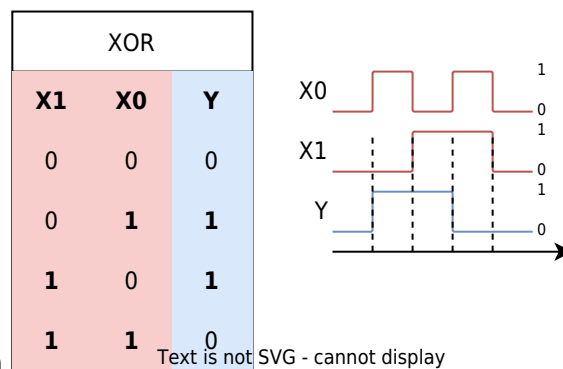 XOR
X1 X0 Y
0 0 0
0 1 1
1 0 1
1 1 0
X0 1
0
X1 1
0
Y 1
0
Text is not SVG - cannot display